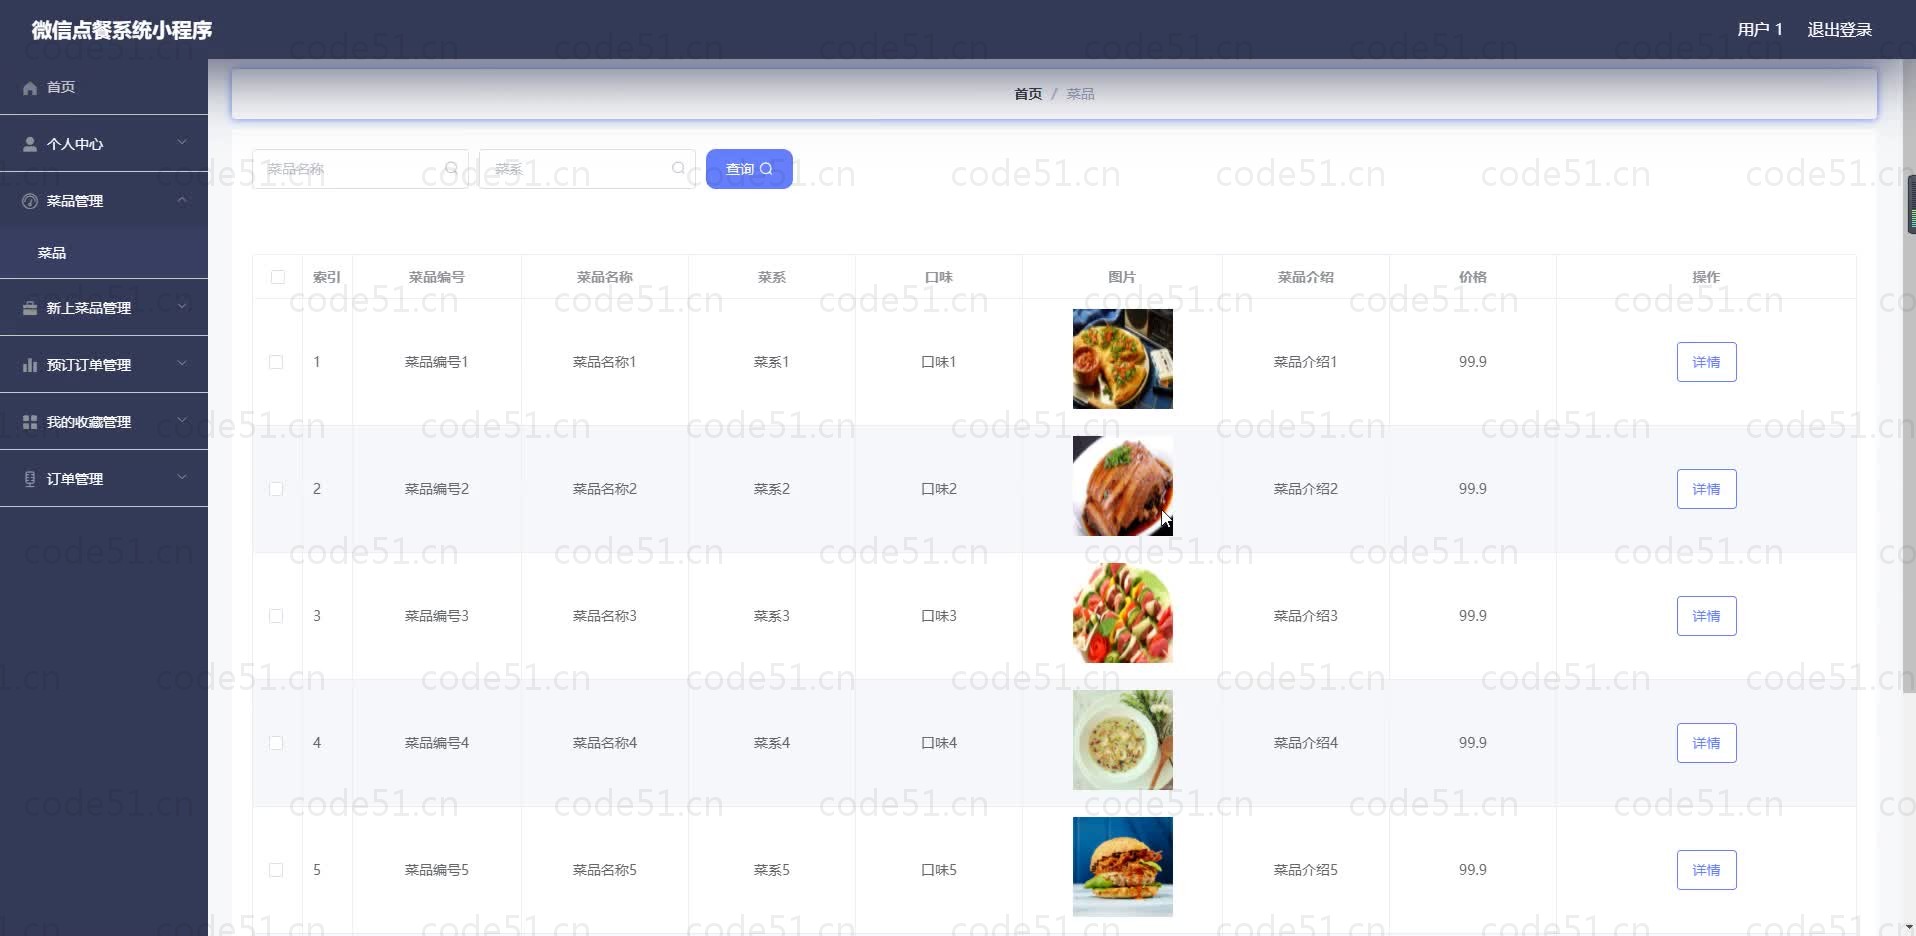 微信点餐系统小程序
用户 1 退出登录
首页
个人中心
菜品管理
菜品
新上菜品管理
预订订单管理
我的收藏管理
订单管理
首页 / 菜品
菜品名称 菜系 查询
索引 菜品编号 菜品名称 菜系 口味 图片 菜品介绍 价格 操作
1 菜品编号1 菜品名称1 菜系1 口味1 菜品介绍1 99.9 详情
2 菜品编号2 菜品名称2 菜系2 口味2 菜品介绍2 99.9 详情
3 菜品编号3 菜品名称3 菜系3 口味3 菜品介绍3 99.9 详情
4 菜品编号4 菜品名称4 菜系4 口味4 菜品介绍4 99.9 详情
5 菜品编号5 菜品名称5 菜系5 口味5 菜品介绍5 99.9 详情
code51.cn